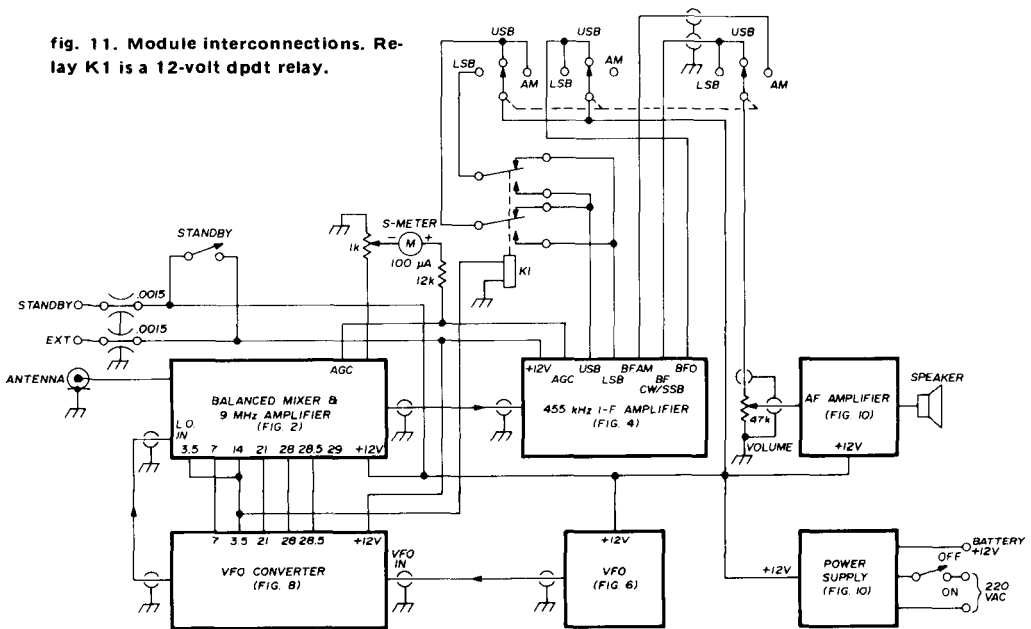 fig. 11. Module interconnections. Re-
lay K1 is a 12-volt dpdt relay.
USB
USB
USB
LSB
AM
LSB
AM
LSB
AM
S-METER
- M +
1k
100 µA
12k
K1
STANDBY
STANDBY
.0015
EXT
.0015
ANTENNA
AGC
BALANCED MIXER &
9 MHz AMPLIFIER
(FIG. 2)
L.O.
IN
3.5 7 14 21 28 28.5 29 +12V
+12V
AGC
USB
LSB
BFAM
BF
CW/SSB
BFO
455 kHz I-F AMPLIFIER
(FIG. 4)
47k
VOLUME
AF AMPLIFIER
(FIG. 10)
+12V
SPEAKER
7 3.5 21 28 28.5 +12V
VFO CONVERTER
(FIG. 8)
VFO
IN
+12V
VFO
(FIG. 6)
+12V
POWER
SUPPLY
(FIG. 10)
BATTERY
+12V
OFF
ON
220
VAC